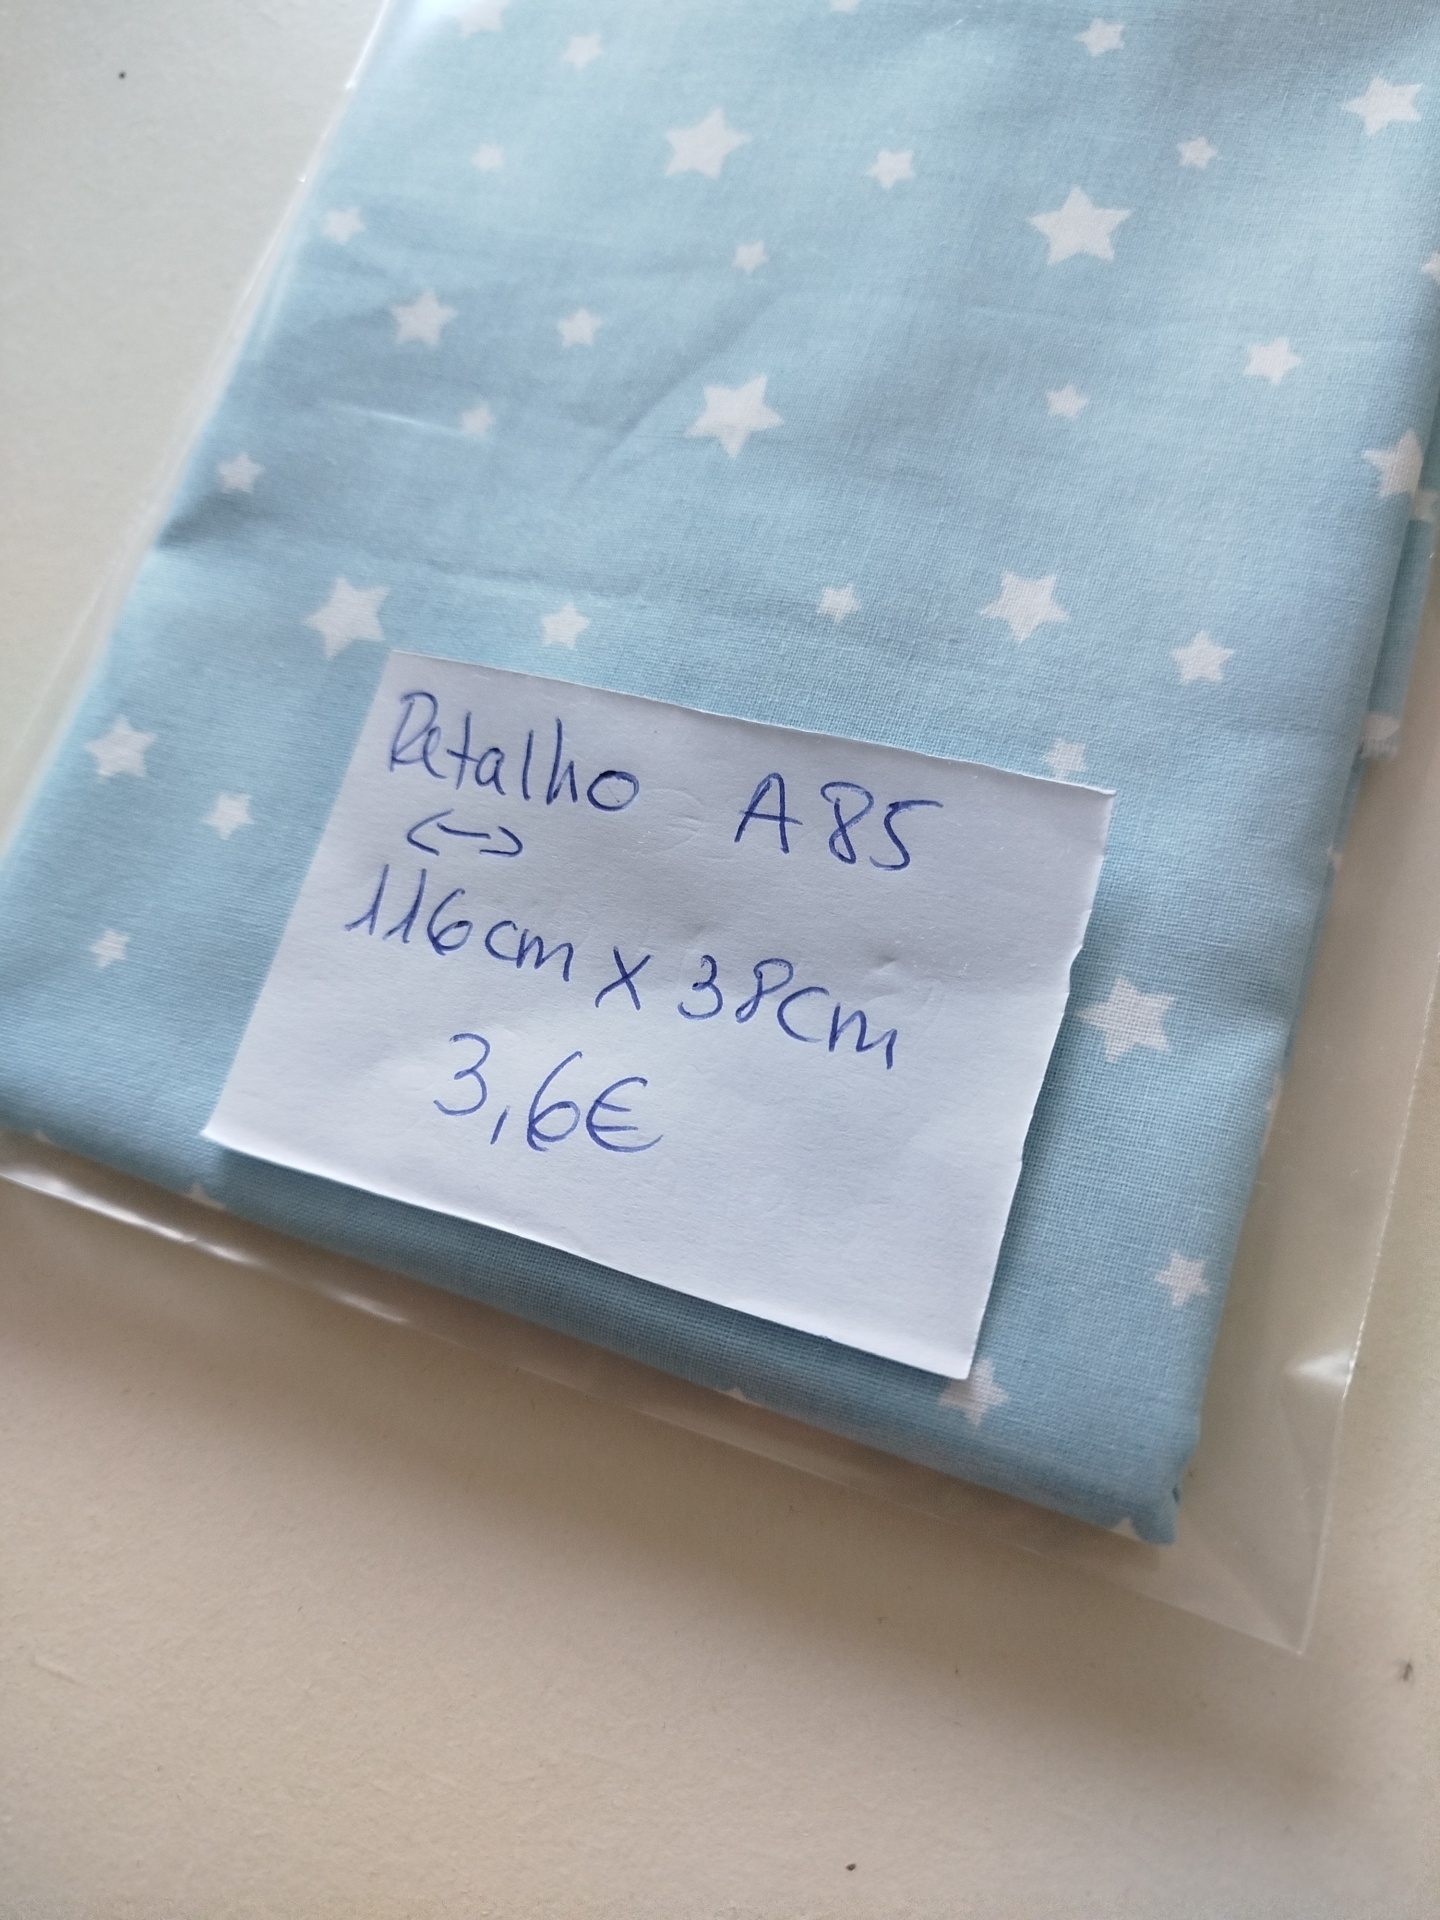 Retalho A85
↔
116cm x 38cm
3,6€